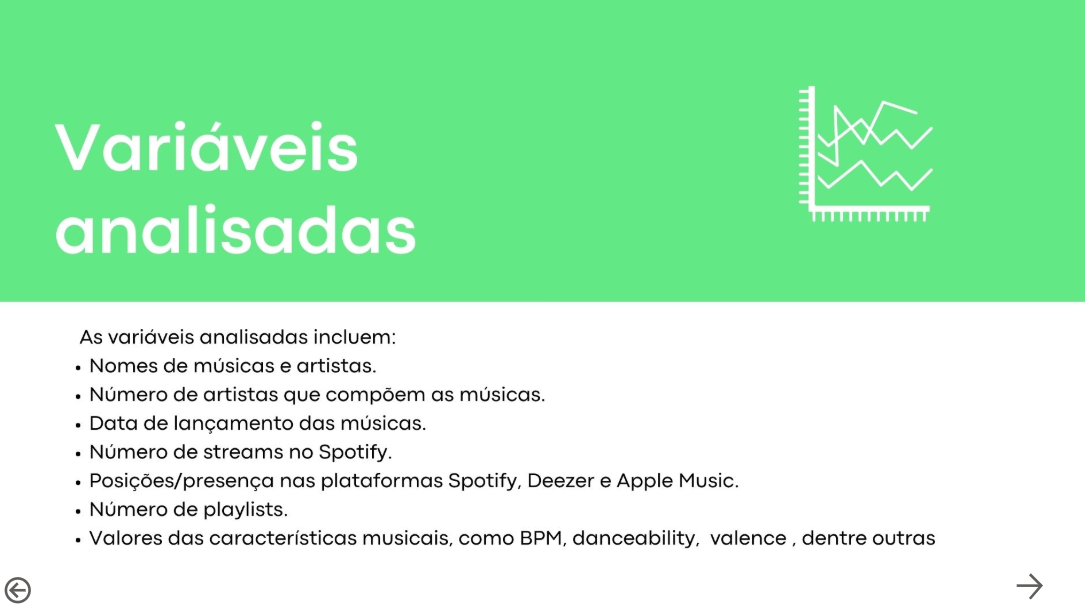 Variáveis
analisadas
As variáveis analisadas incluem:
• Nomes de músicas e artistas.
• Número de artistas que compõem as músicas.
• Data de lançamento das músicas.
• Número de streams no Spotify.
• Posições/presença nas plataformas Spotify, Deezer e Apple Music.
• Número de playlists.
• Valores das características musicais, como BPM, danceability,  valence , dentre outras